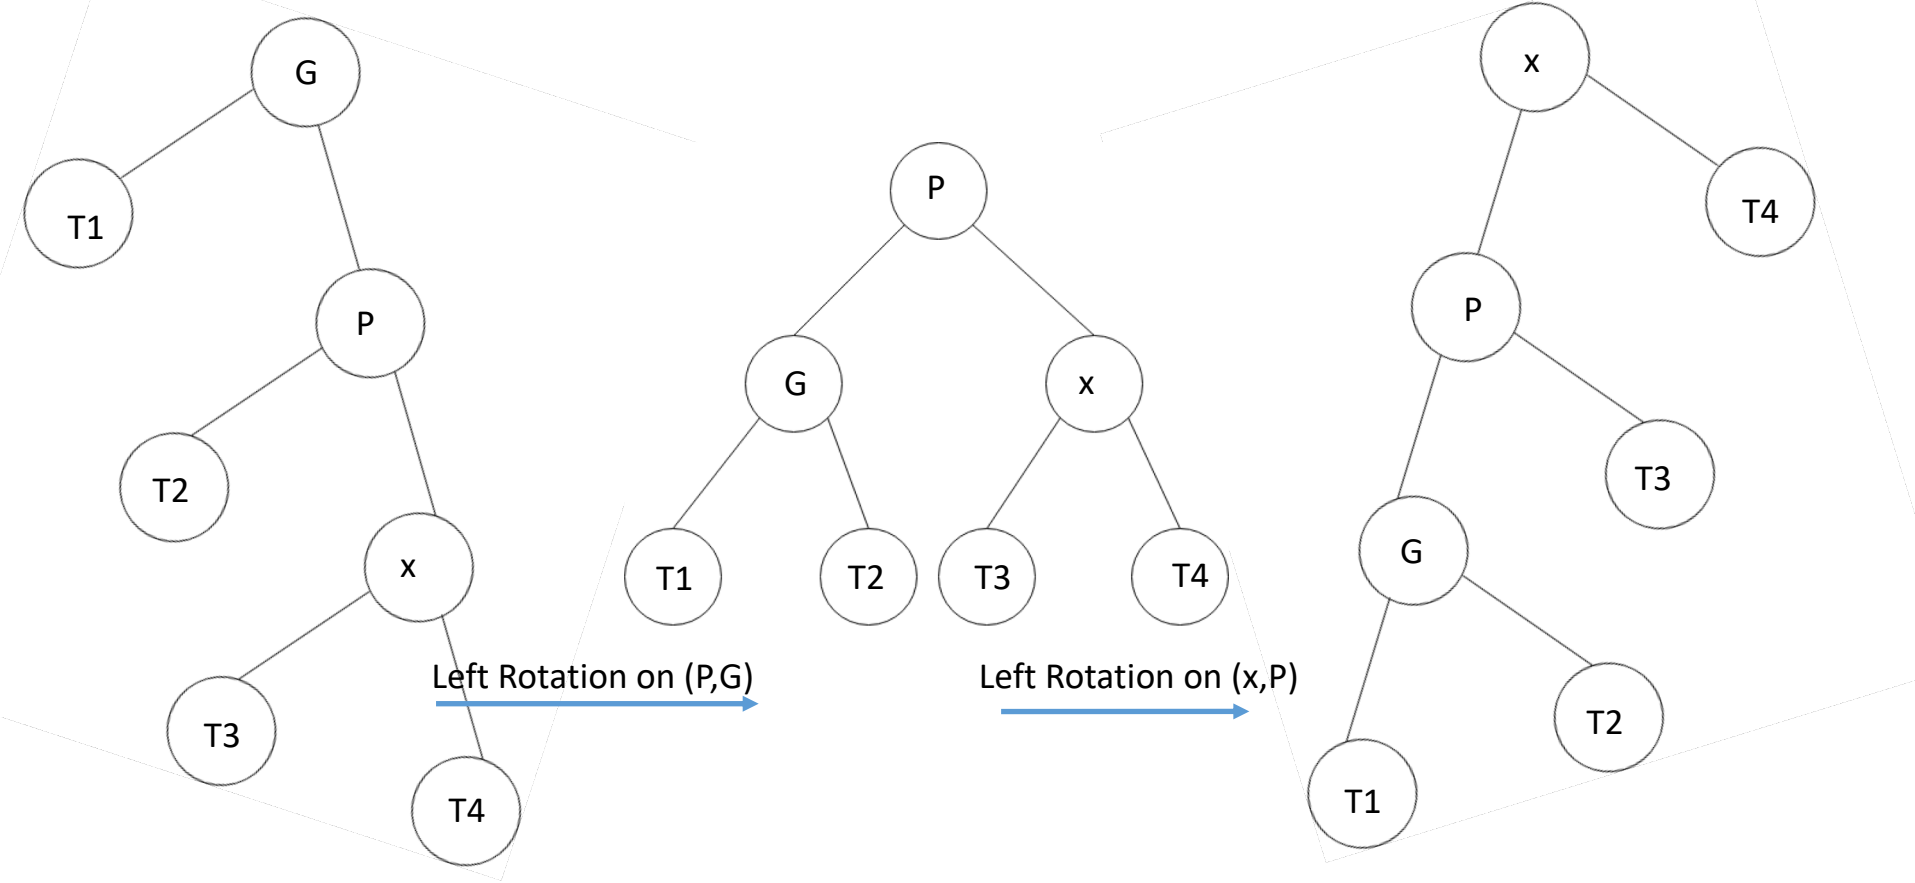 G
T1
P
T2
x
T3
T4
Left Rotation on (P,G)
P
G
x
T1
T2
T3
T4
Left Rotation on (x,P)
x
T4
P
T3
G
T2
T1